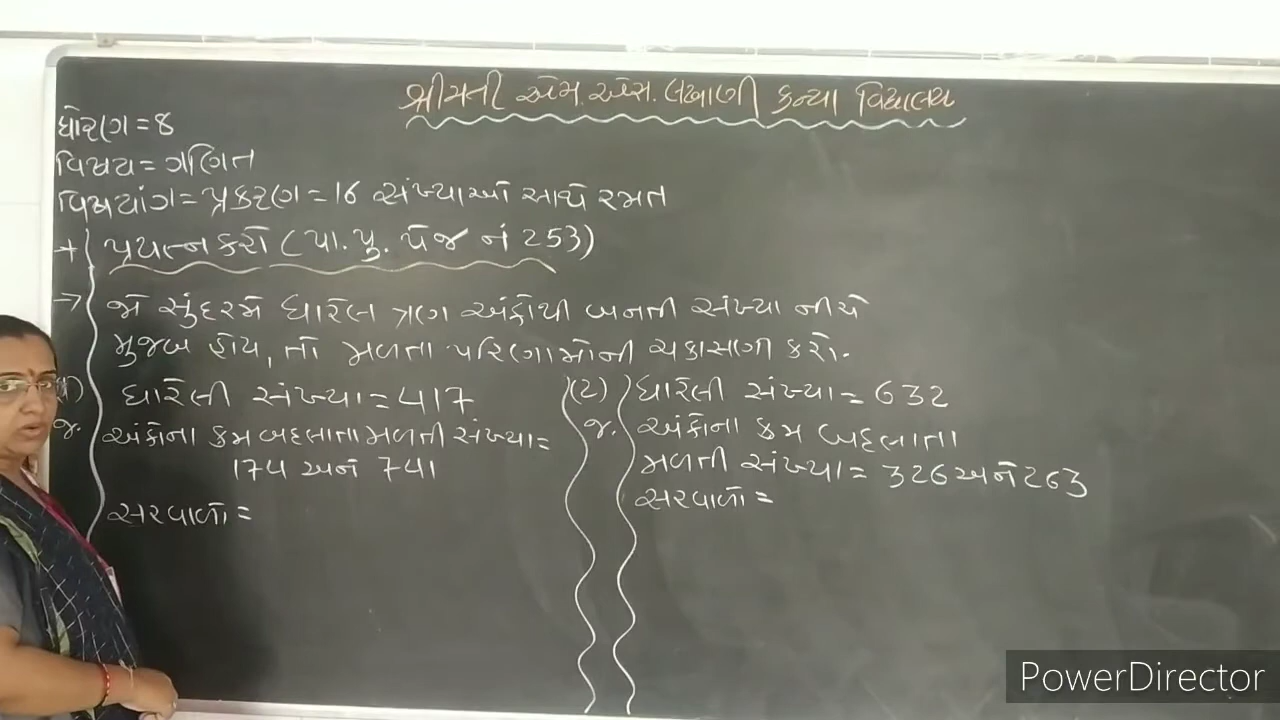 શ્રીમતી એમ. એસ. લખાણી કન્યા વિદ્યાલય
ધોરણ = 8
વિષય = ગણિત
વિષયાંગ = પ્રકરણ = 16 સંખ્યાઓ સાથે રમત
+ પ્રયત્ન કરો (પા. પુ. પેજ નં 253)
→ જો સુંદરમે ધારેલ ત્રણ અંકોથી બનતી સંખ્યા નીચે
મુજબ હોય, તો મળતા પરિણામોની ચકાસણી કરો.
(1) ધારેલી સંખ્યા = 417
જ. અંકોના ક્રમ બદલાતા મળતી સંખ્યા =
174 અને 741
સરવાળો =
(2) ધારેલી સંખ્યા = 632
જ. અંકોના ક્રમ બદલાતા
મળતી સંખ્યા = 326 અને 263
સરવાળો =
PowerDirector